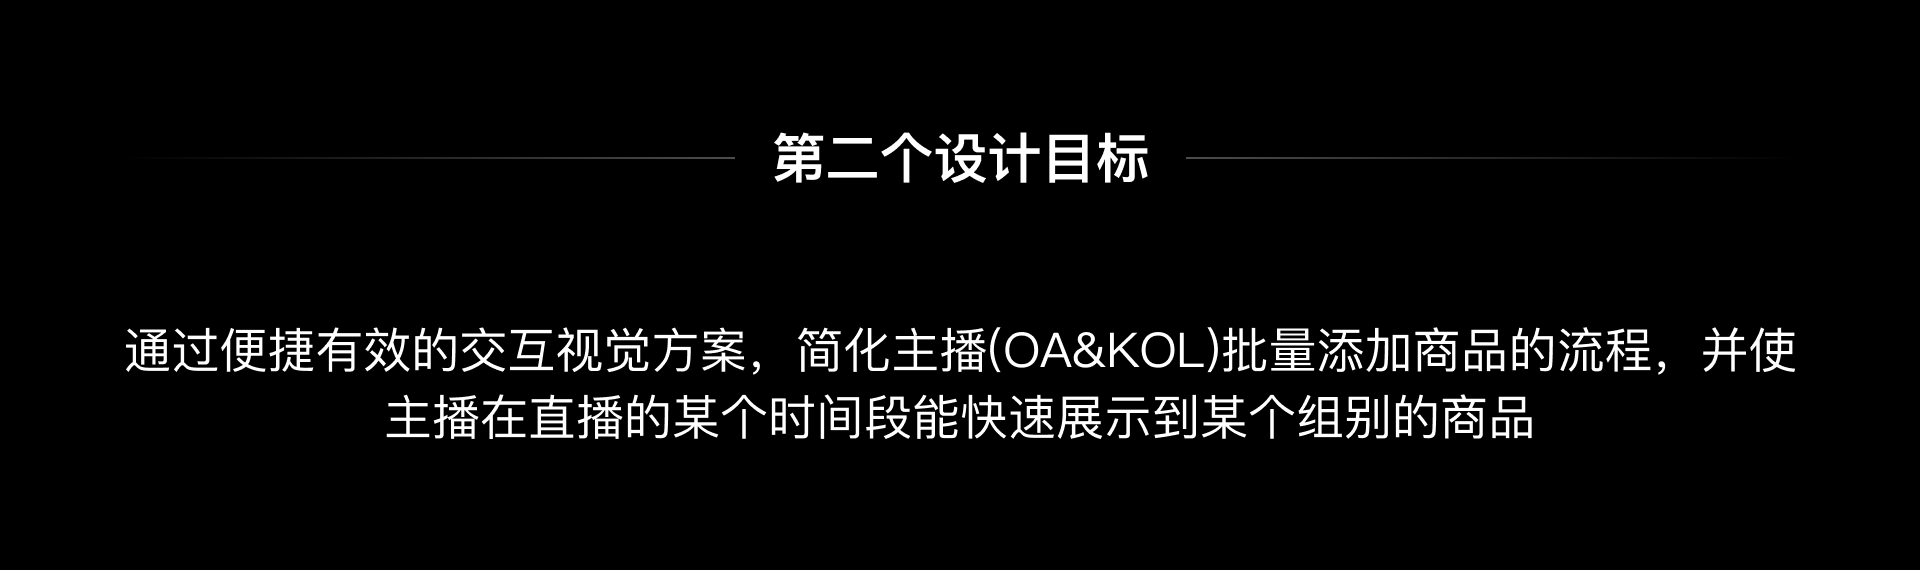 第二个设计目标
通过便捷有效的交互视觉方案，简化主播(OA&KOL)批量添加商品的流程，并使
主播在直播的某个时间段能快速展示到某个组别的商品